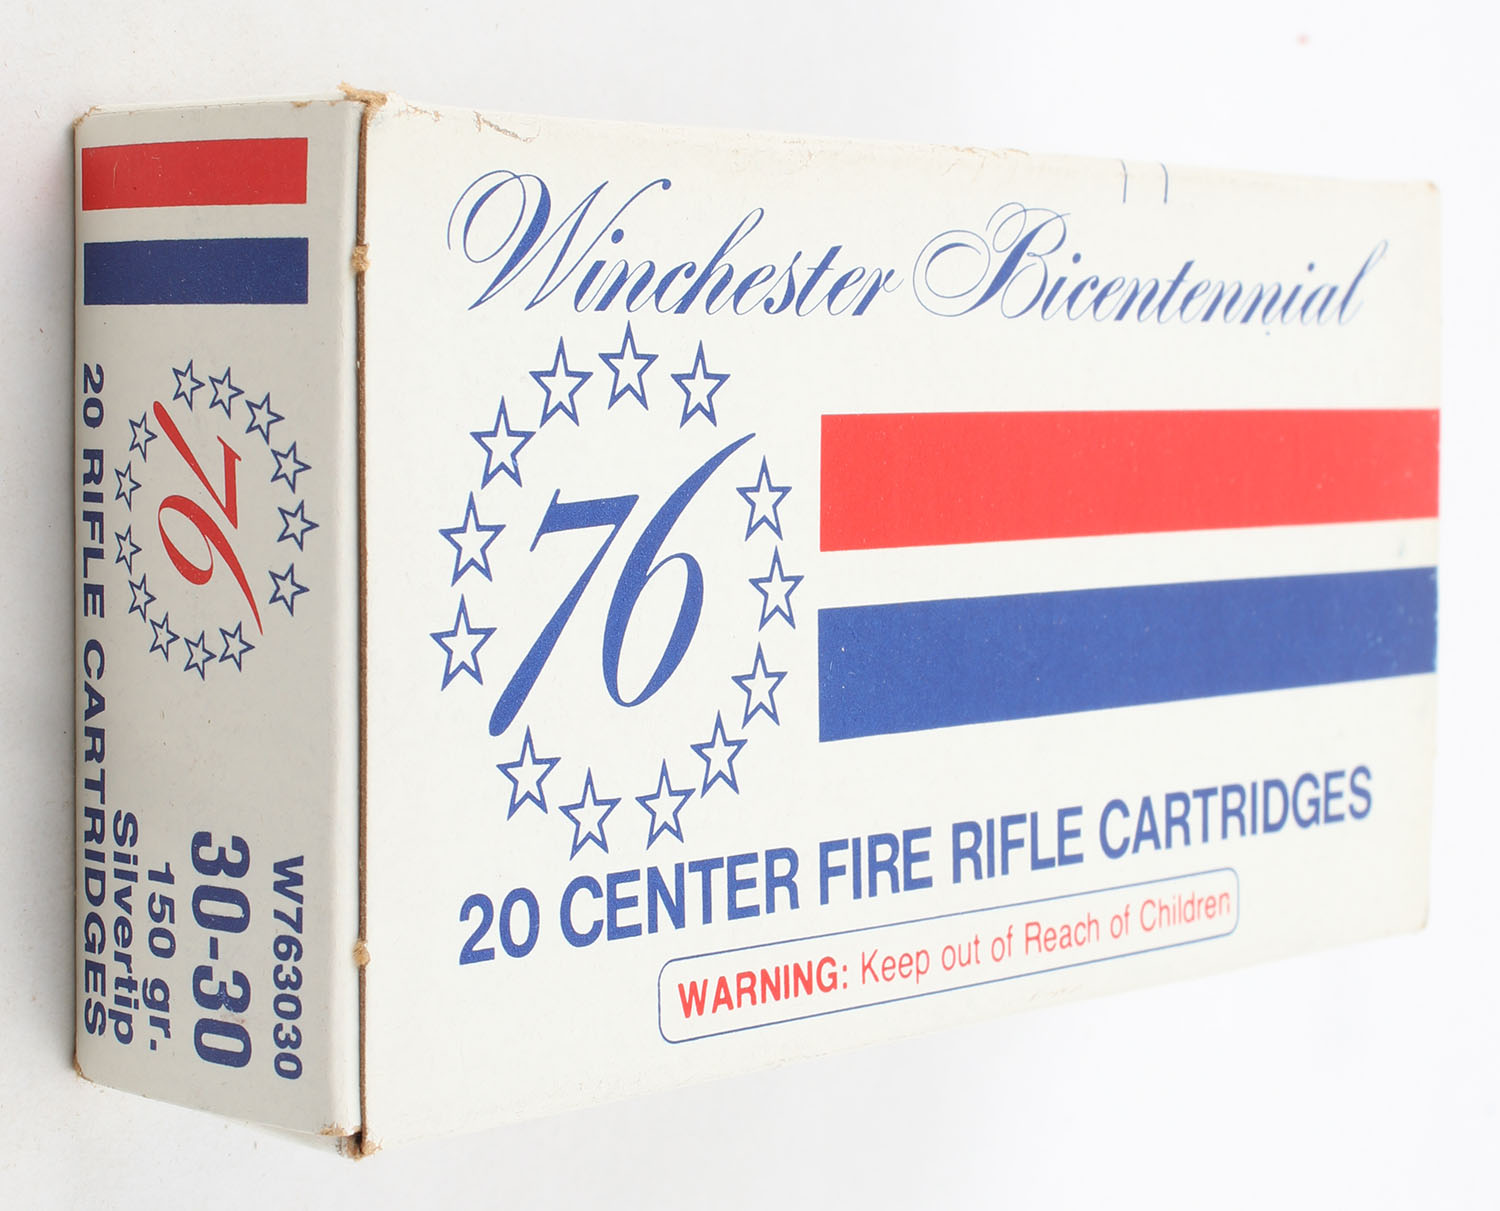 Winchester Bicentennial
76
20 CENTER FIRE RIFLE CARTRIDGES
WARNING: Keep out of Reach of Children
76
W763030
30-30
150 gr.
Silvertip
20 RIFLE CARTRIDGES